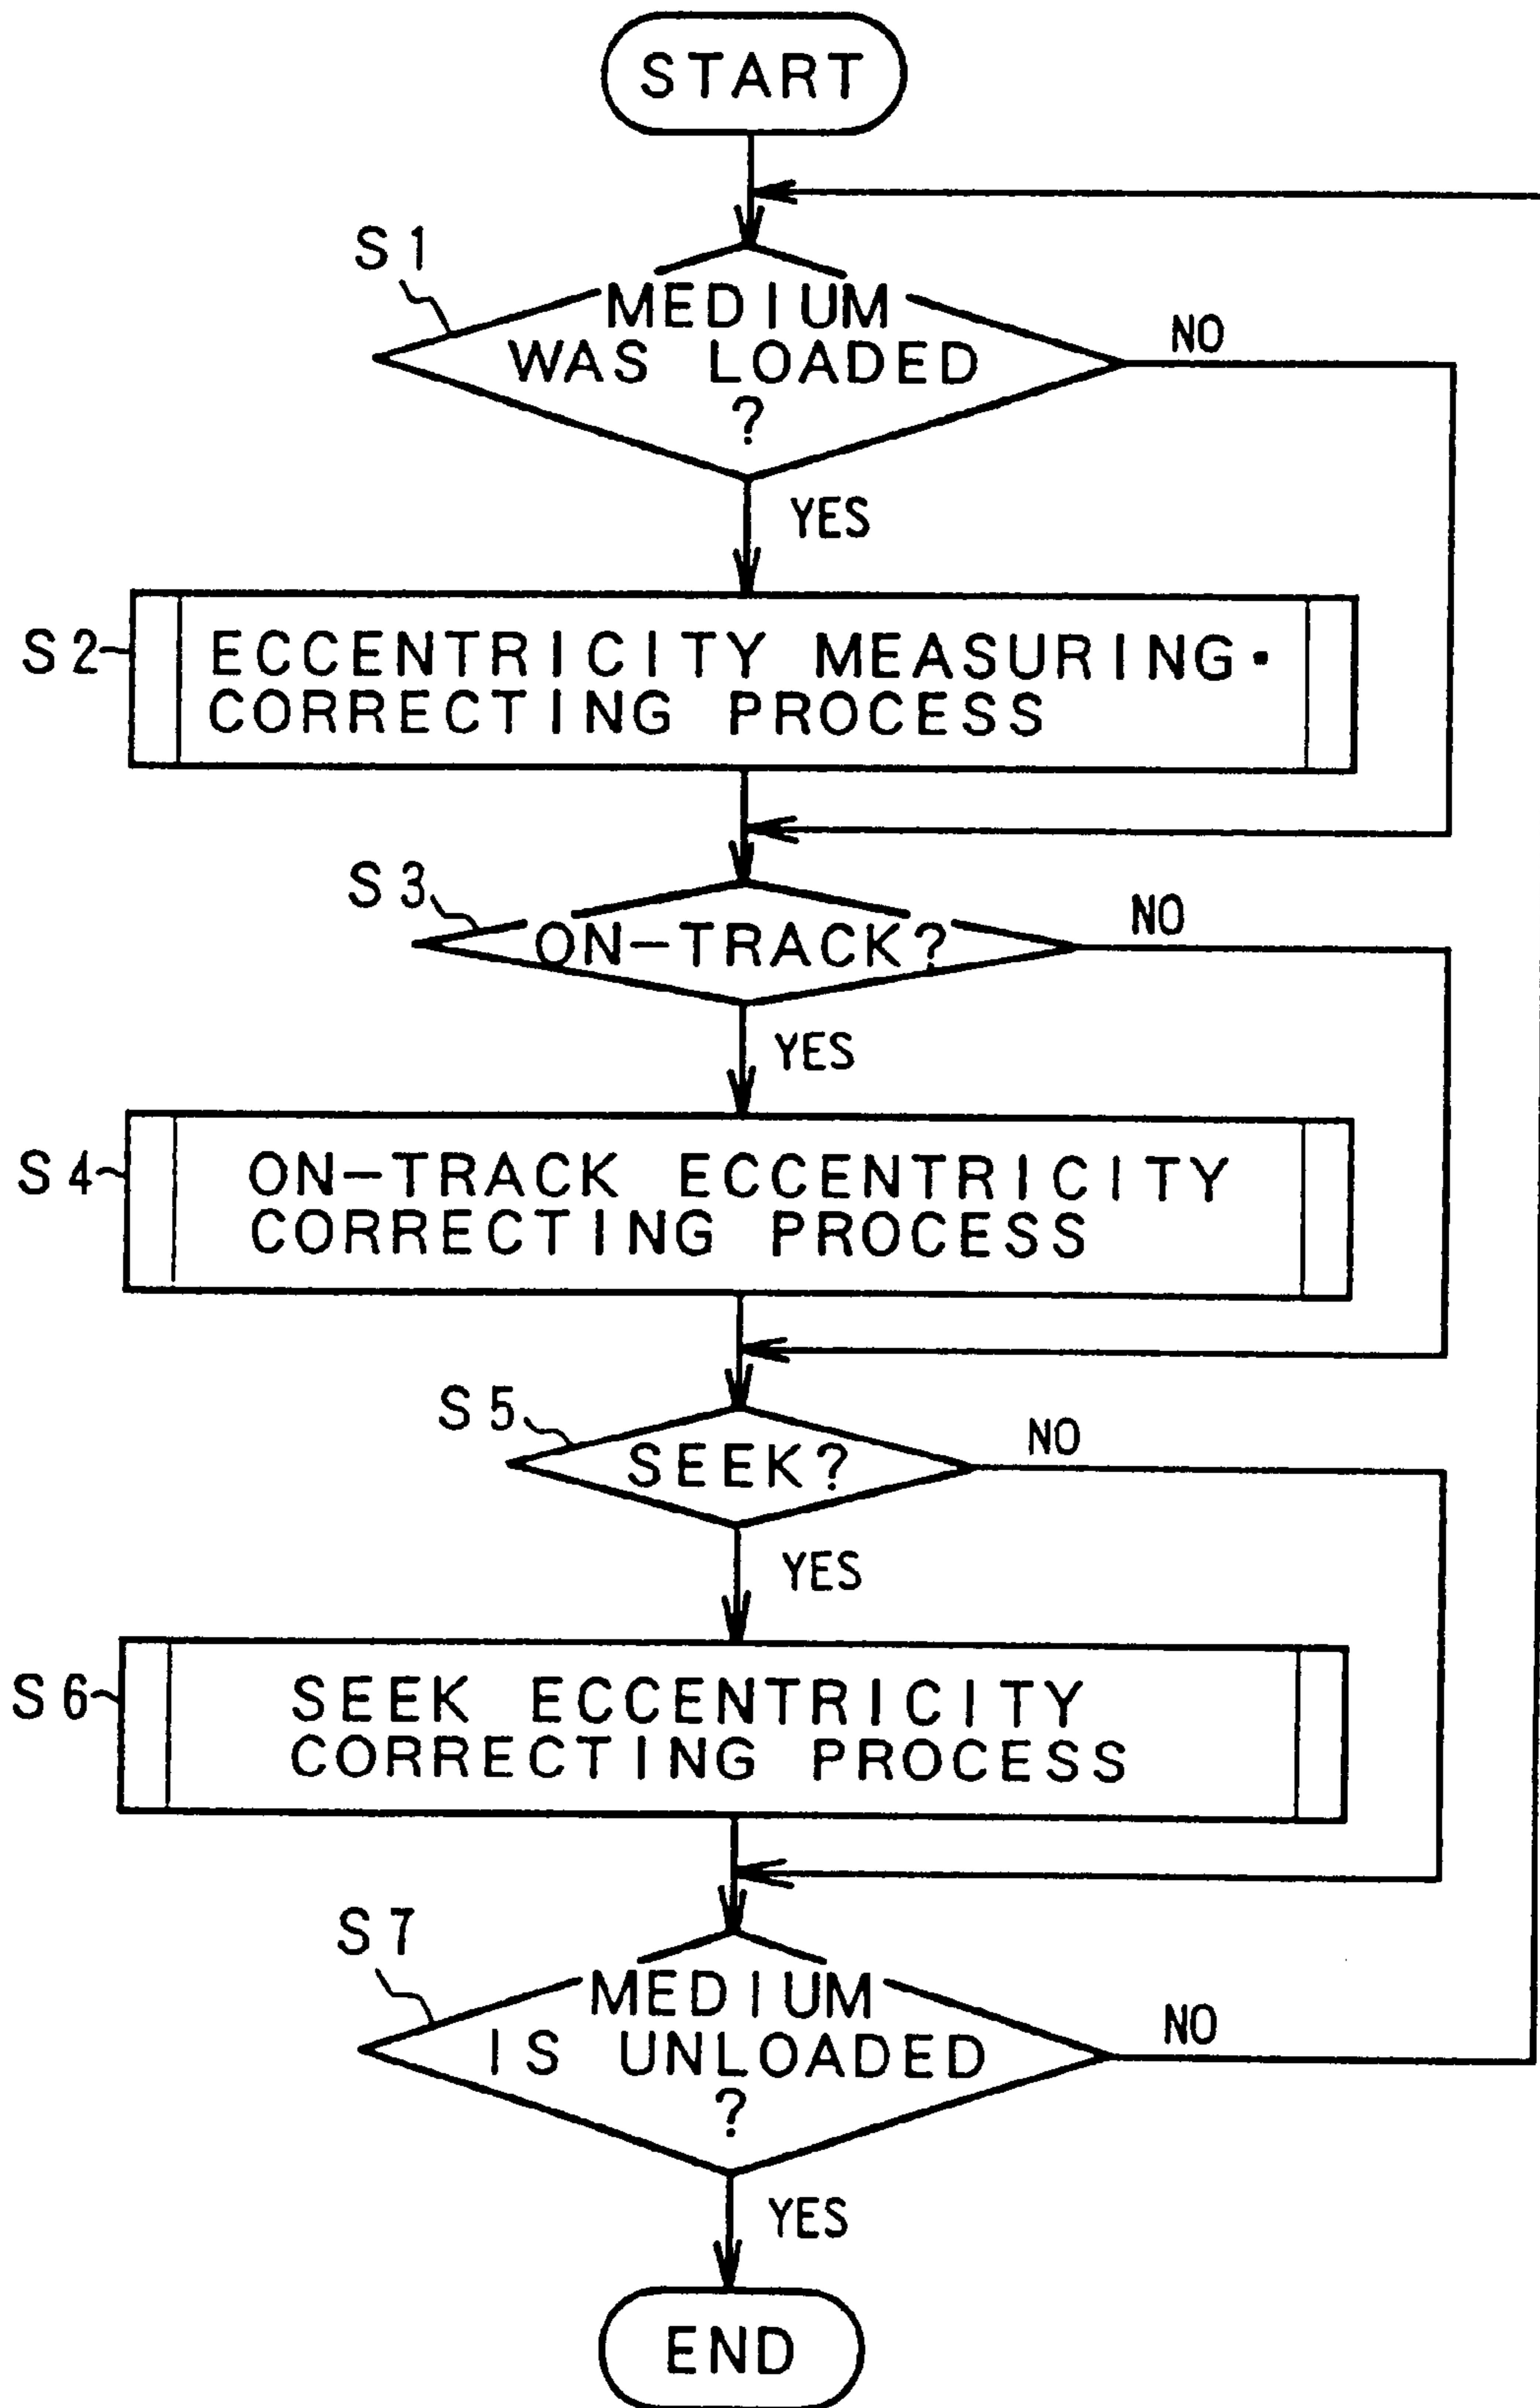 START
S1
MEDIUM
WAS LOADED
?
NO
YES
S2
ECCENTRICITY MEASURING·
CORRECTING PROCESS
S3
ON-TRACK?
NO
YES
S4
ON-TRACK ECCENTRICITY
CORRECTING PROCESS
S5
SEEK?
NO
YES
S6
SEEK ECCENTRICITY
CORRECTING PROCESS
S7
MEDIUM
IS UNLOADED
?
NO
YES
END